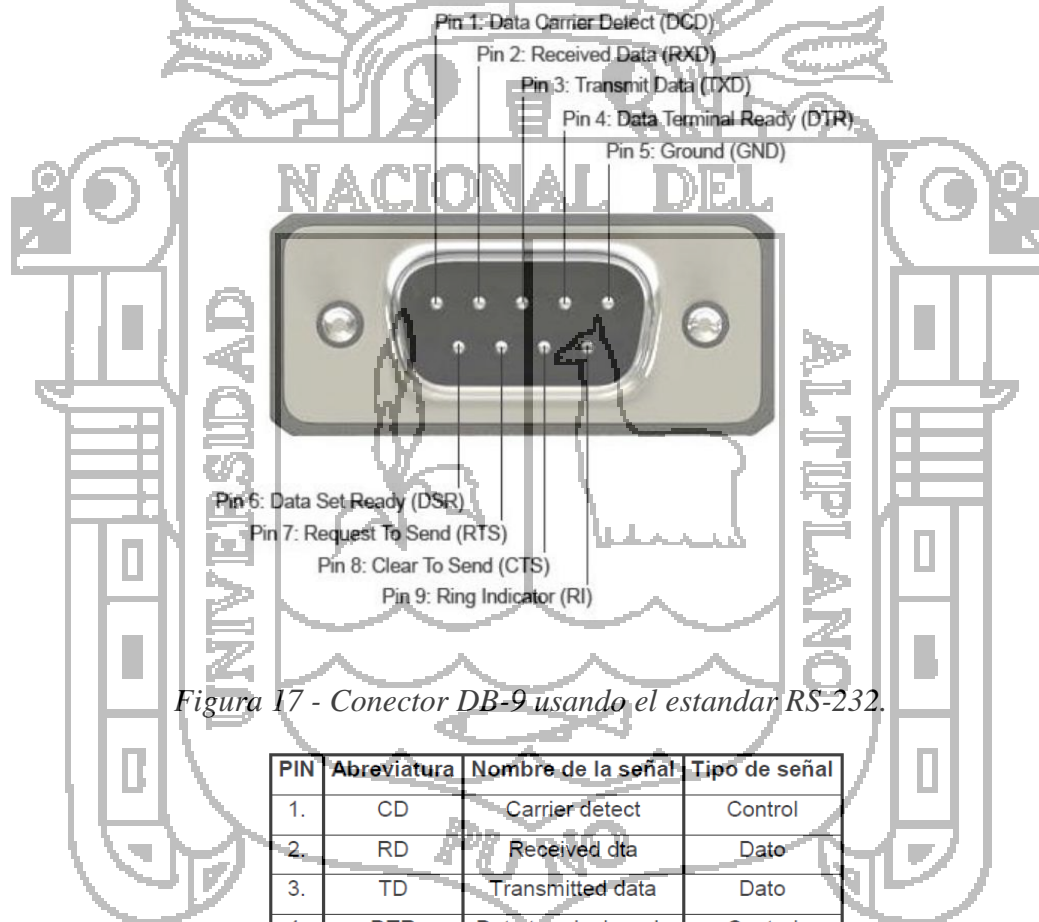 Pin 1: Data Carrier Detect (DCD)
Pin 2: Received Data (RXD)
Pin 3: Transmit Data (TXD)
Pin 4: Data Terminal Ready (DTR)
Pin 5: Ground (GND)
NACIONAL DEL
UNIVERSIDAD
ALTIPLANO
Pin 6: Data Set Ready (DSR)
Pin 7: Request To Send (RTS)
Pin 8: Clear To Send (CTS)
Pin 9: Ring Indicator (RI)
Figura 17 - Conector DB-9 usando el estandar RS-232.
PIN Abreviatura Nombre de la señal Tipo de señal
1. CD Carrier detect Control
2. RD Received dta Dato
PUNO
3. TD Transmitted data Dato